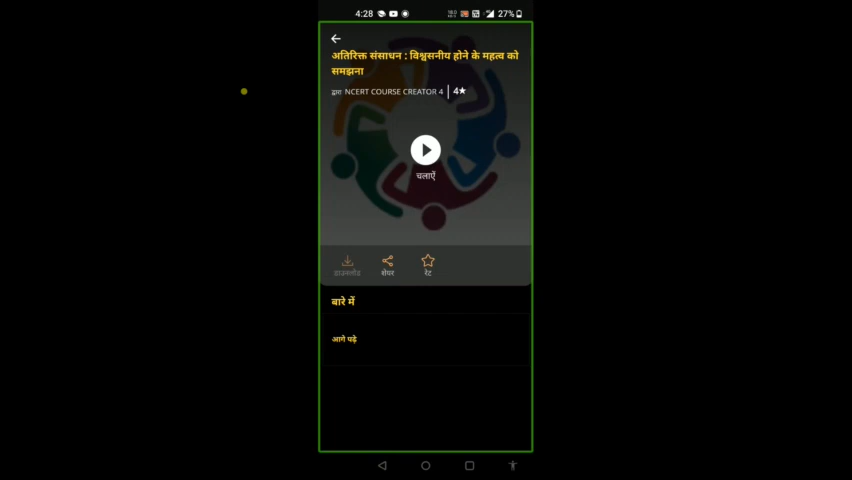 4:28
27%
अतिरिक्त संसाधन : विश्वसनीय होने के महत्व को
समझना
द्वारा NCERT COURSE CREATOR 4 | 4★
चलाऐं
डाउनलोड शेयर रेट
बारे में
आगे पढ़े